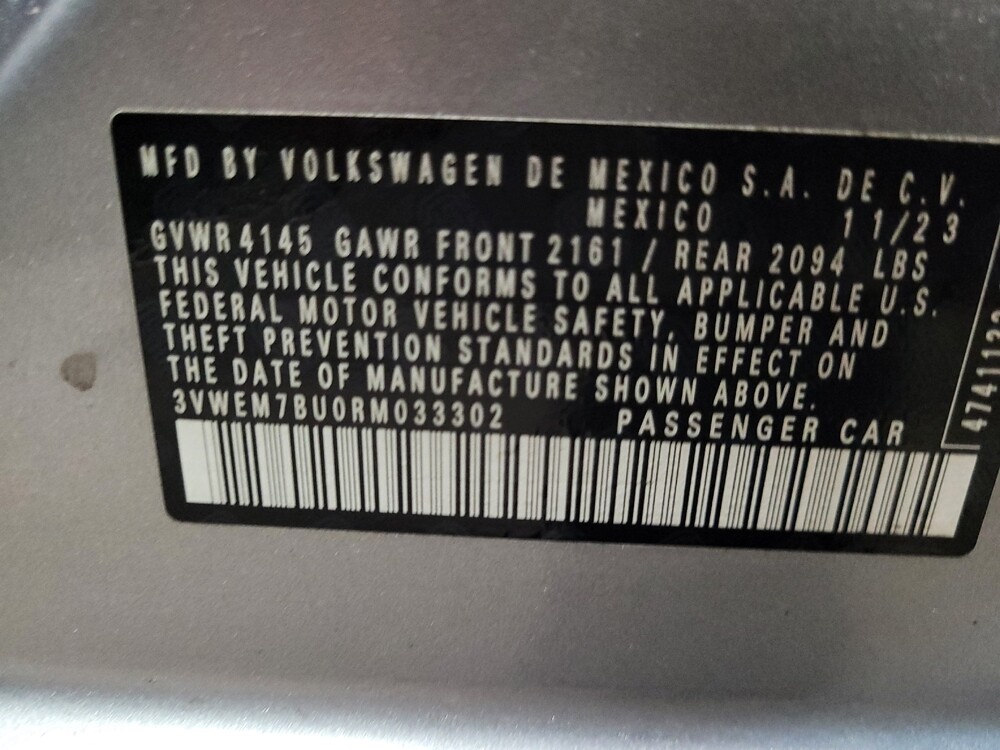 MFD BY VOLKSWAGEN DE MEXICO S.A. DE C.V.
MEXICO 11/23
GVWR 4145 GAWR FRONT 2161 / REAR 2094 LBS
THIS VEHICLE CONFORMS TO ALL APPLICABLE U.S.
FEDERAL MOTOR VEHICLE SAFETY, BUMPER AND
THEFT PREVENTION STANDARDS IN EFFECT ON
THE DATE OF MANUFACTURE SHOWN ABOVE.
3VWEM7BU0RM033302 PASSENGER CAR